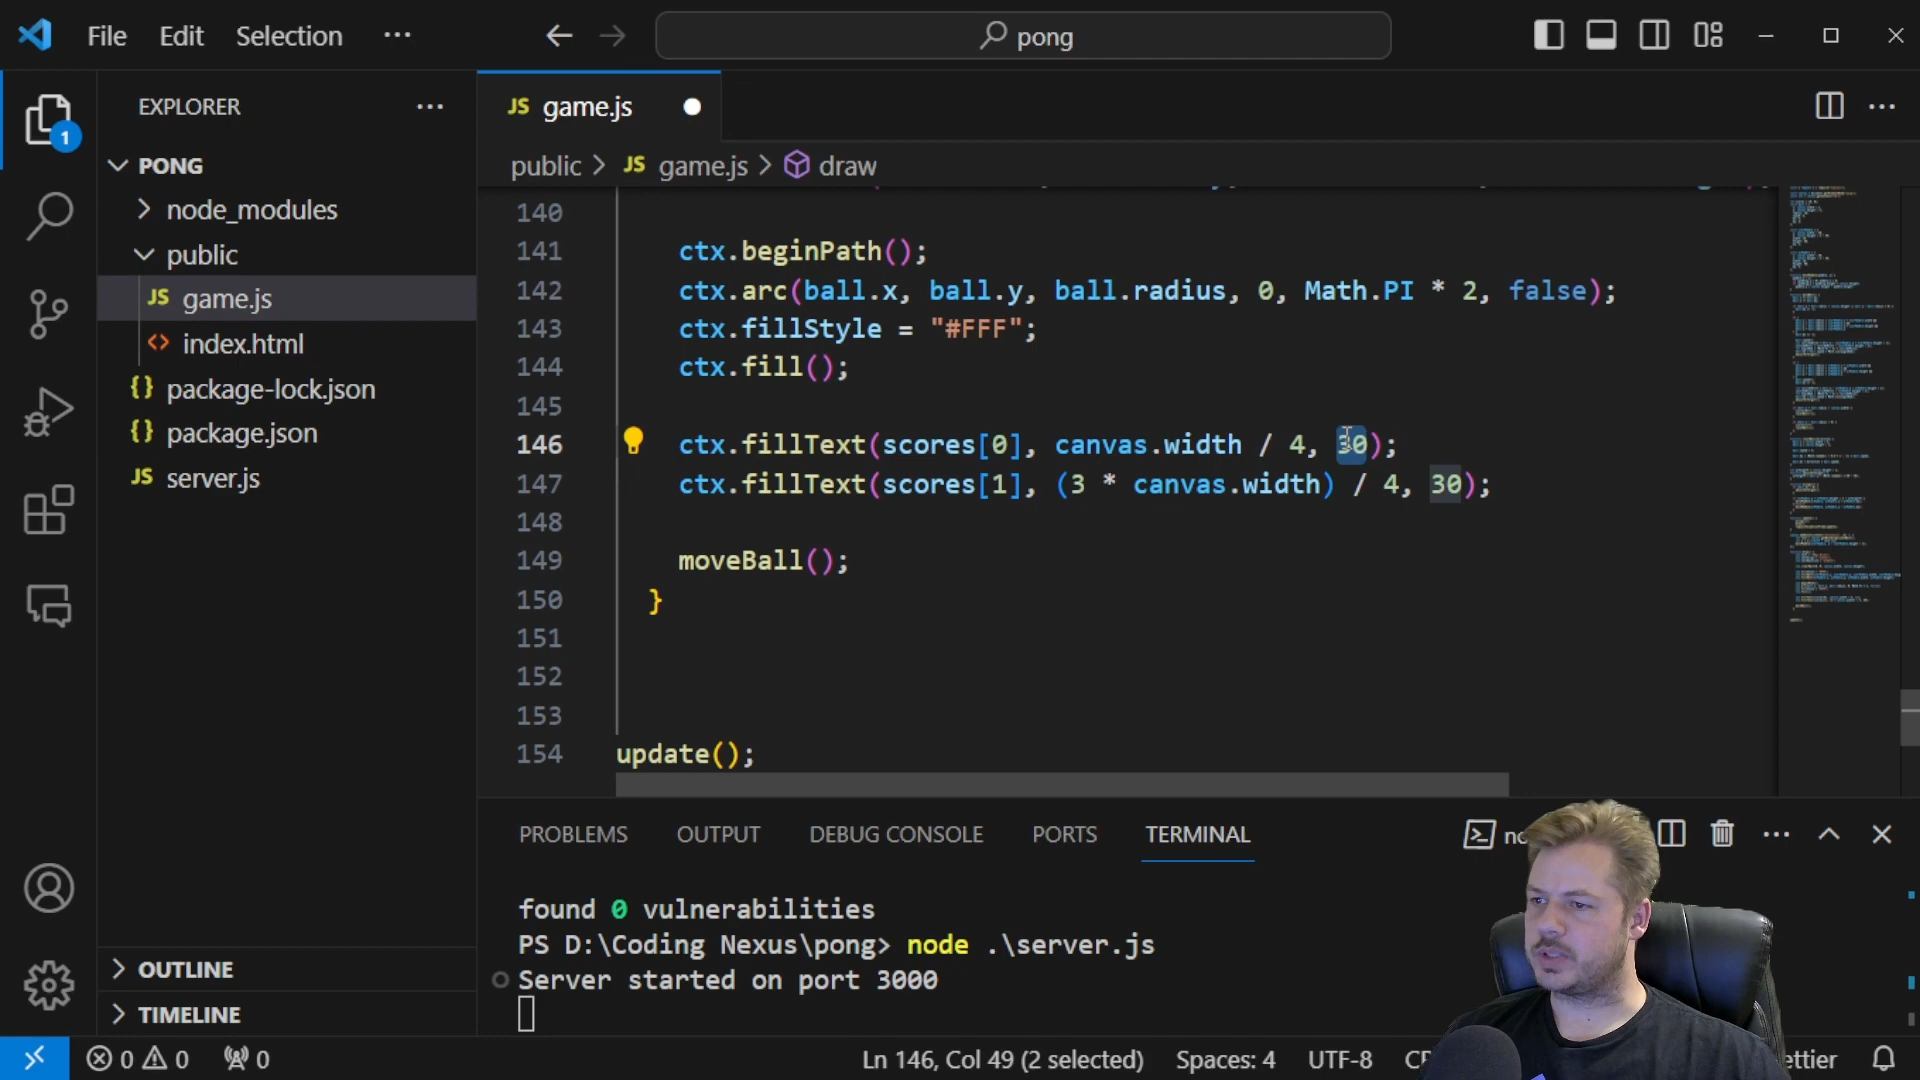 File Edit Selection ···
pong
EXPLORER ···
JS game.js
1
PONG
node_modules
public
JS game.js
<> index.html
{} package-lock.json
{} package.json
JS server.js
OUTLINE
TIMELINE
public > JS game.js > draw
140
141 ctx.beginPath();
142 ctx.arc(ball.x, ball.y, ball.radius, 0, Math.PI * 2, false);
143 ctx.fillStyle = "#FFF";
144 ctx.fill();
145
146 ctx.fillText(scores[0], canvas.width / 4, 30);
147 ctx.fillText(scores[1], (3 * canvas.width) / 4, 30);
148
149 moveBall();
150 }
151
152
153
154 update();
PROBLEMS OUTPUT DEBUG CONSOLE PORTS TERMINAL
found 0 vulnerabilities
PS D:\Coding Nexus\pong> node .\server.js
Server started on port 3000
0 0 0 Ln 146, Col 49 (2 selected) Spaces: 4 UTF-8